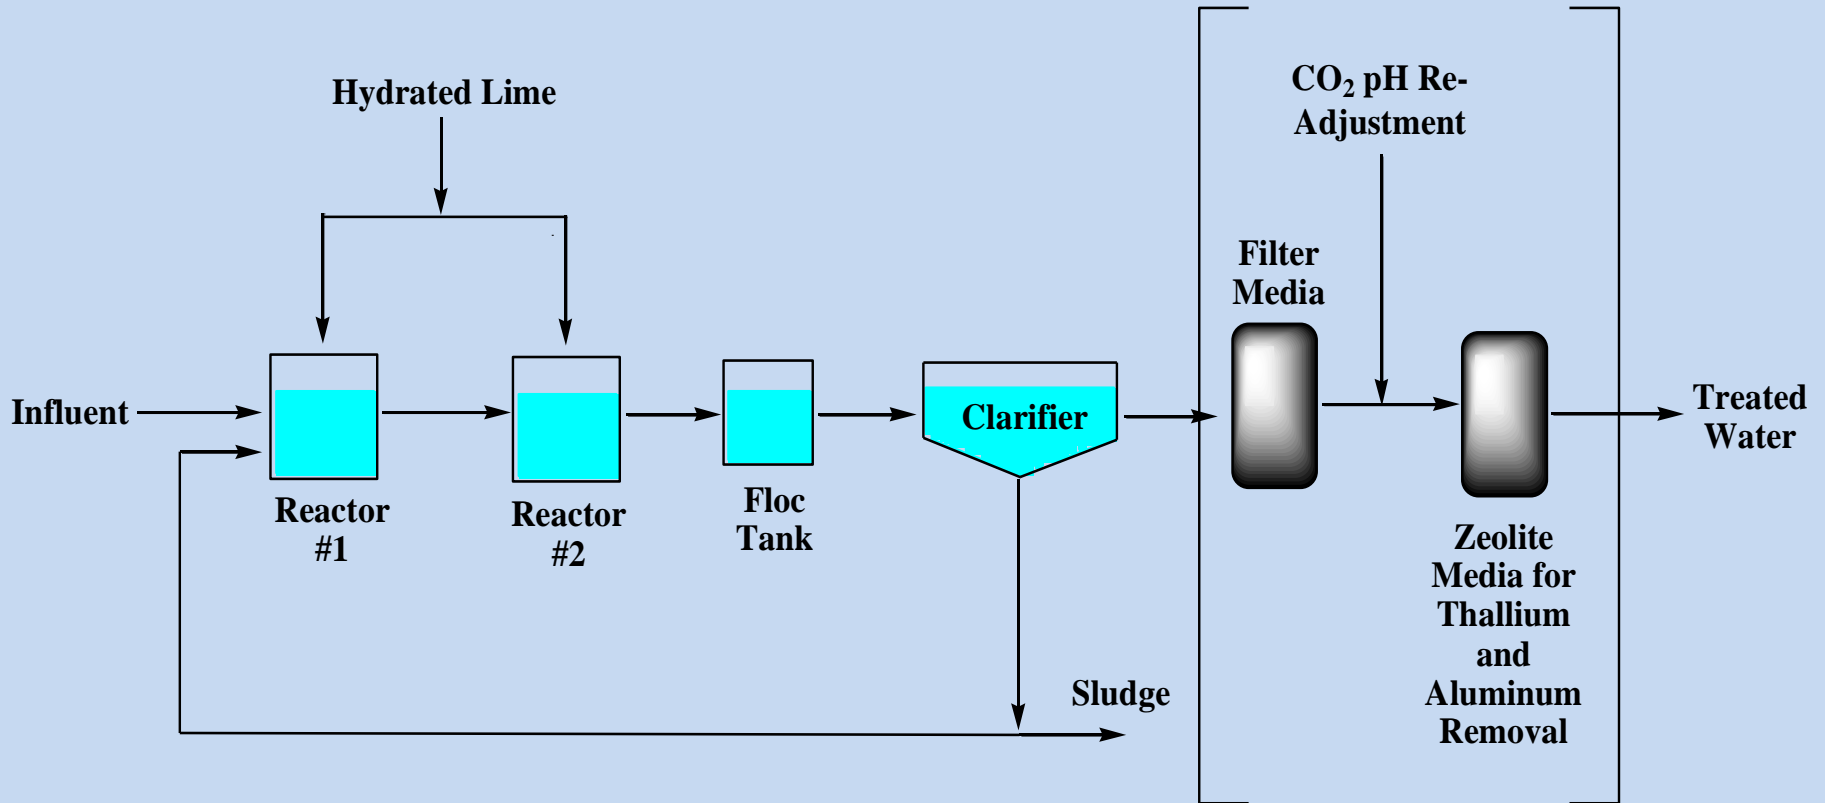 Hydrated Lime
CO₂ pH Re-
Adjustment
Filter
Media
Influent
Clarifier
Treated
Water
Reactor
#1
Reactor
#2
Floc
Tank
Zeolite
Media for
Thallium
and
Aluminum
Removal
Sludge